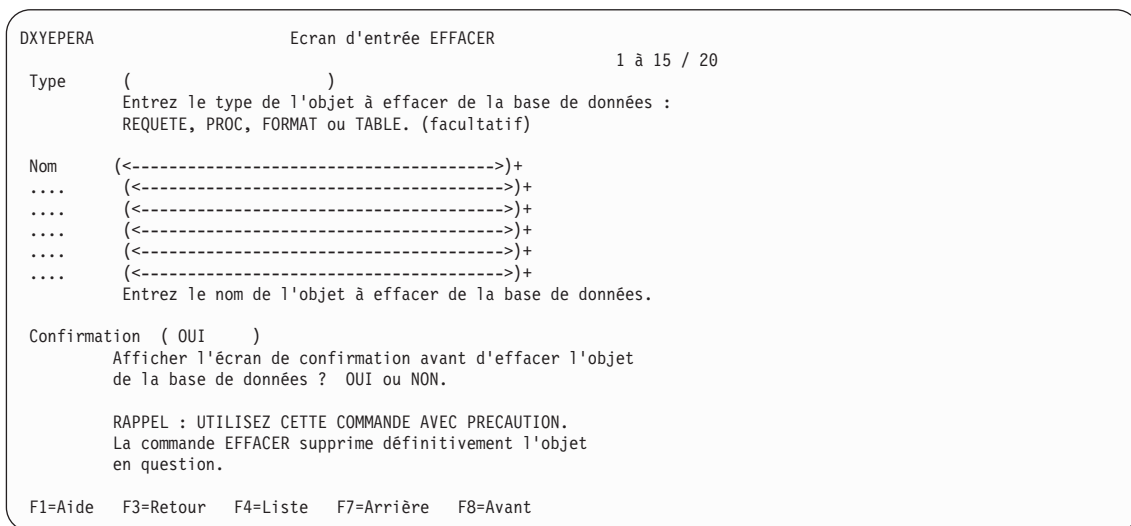 DXYEPERA Ecran d'entrée EFFACER
1 à 15 / 20
Type ( )
Entrez le type de l'objet à effacer de la base de données :
REQUETE, PROC, FORMAT ou TABLE. (facultatif)
Nom (<--------------------------------------->)+
.... (<--------------------------------------->)+
.... (<--------------------------------------->)+
.... (<--------------------------------------->)+
.... (<--------------------------------------->)+
.... (<--------------------------------------->)+
Entrez le nom de l'objet à effacer de la base de données.
Confirmation ( OUI )
Afficher l'écran de confirmation avant d'effacer l'objet
de la base de données ? OUI ou NON.
RAPPEL : UTILISEZ CETTE COMMANDE AVEC PRECAUTION.
La commande EFFACER supprime définitivement l'objet
en question.
F1=Aide F3=Retour F4=Liste F7=Arrière F8=Avant